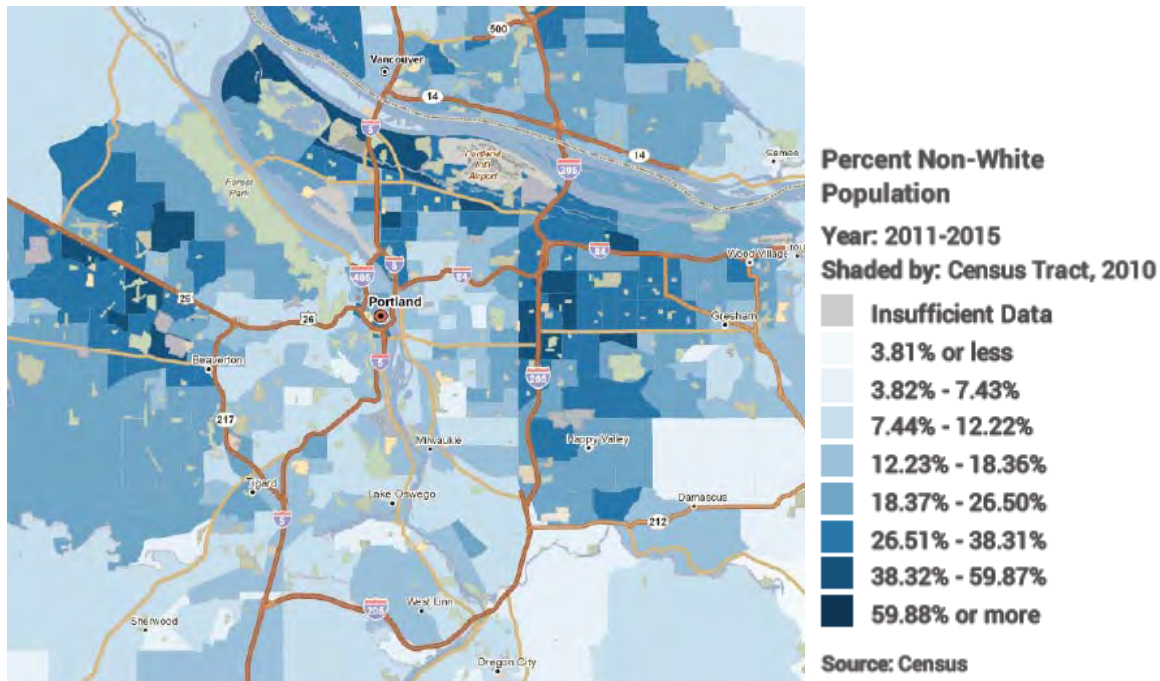 500
Vancouver
14
5
14
Portland
Int'l
Airport
205
Camas
Forest
Park
84
Wood Village
5
405
84
26
Portland
26
Gresham
Beaverton
5
205
217
Milwaukie
Happy Valley
Tigard
Lake Oswego
Damascus
5
212
205
West Linn
Sherwood
Oregon City
Percent Non-White
Population
Year: 2011-2015
Shaded by: Census Tract, 2010
Insufficient Data
3.81% or less
3.82% - 7.43%
7.44% - 12.22%
12.23% - 18.36%
18.37% - 26.50%
26.51% - 38.31%
38.32% - 59.87%
59.88% or more
Source: Census